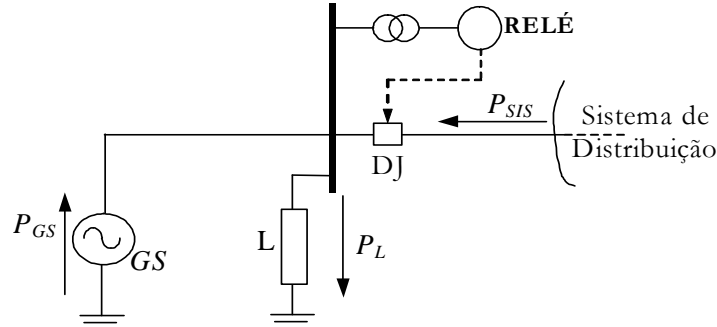 RELÉ
P_SIS
Sistema de
Distribuição
DJ
P_GS
GS
L
P_L